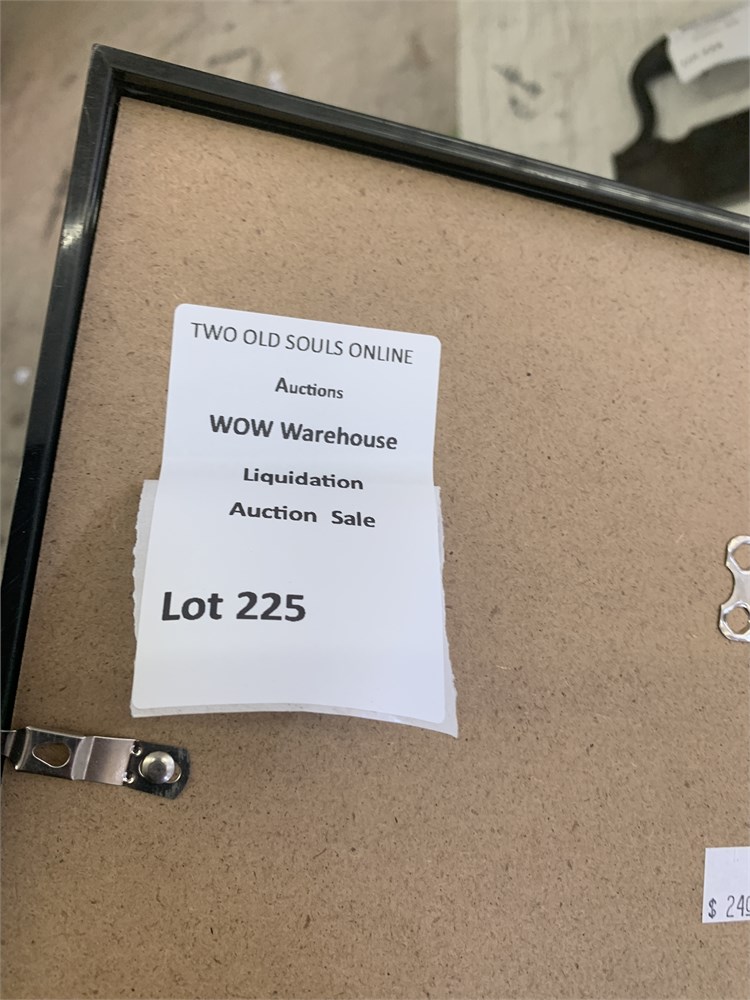 TWO OLD SOULS ONLINE
Auctions
WOW Warehouse
Liquidation
Auction Sale
Lot 225
$ 249